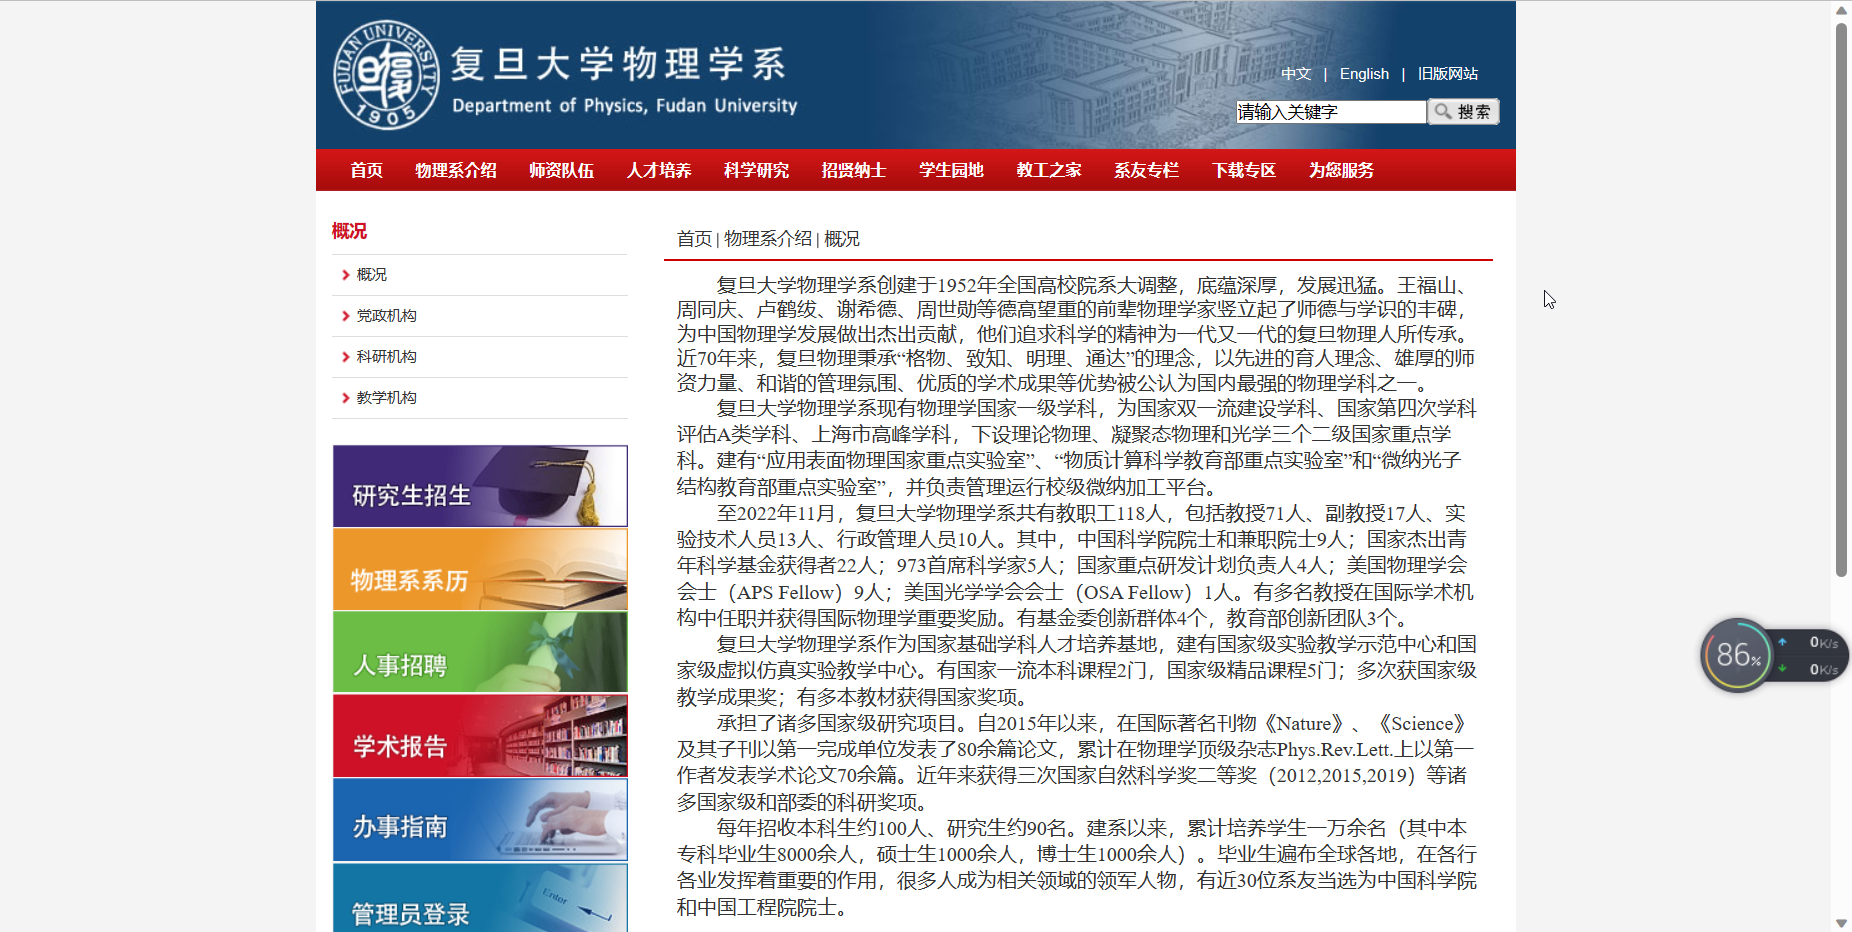 FUDAN UNIVERSITY
1905
复旦大学物理学系
Department of Physics, Fudan University
中文 | English | 旧版网站
请输入关键字 搜索
首页 物理系介绍 师资队伍 人才培养 科学研究 招贤纳士 学生园地 教工之家 系友专栏 下载专区 为您服务
概况
概况
党政机构
科研机构
教学机构
研究生招生
物理系系历
人事招聘
学术报告
办事指南
Enter
管理员登录
首页 | 物理系介绍 | 概况
复旦大学物理学系创建于1952年全国高校院系大调整，底蕴深厚，发展迅猛。王福山、
周同庆、卢鹤绂、谢希德、周世勋等德高望重的前辈物理学家竖立起了师德与学识的丰碑，
为中国物理学发展做出杰出贡献，他们追求科学的精神为一代又一代的复旦物理人所传承。
近70年来，复旦物理秉承“格物、致知、明理、通达”的理念，以先进的育人理念、雄厚的师
资力量、和谐的管理氛围、优质的学术成果等优势被公认为国内最强的物理学科之一。
复旦大学物理学系现有物理学国家一级学科，为国家双一流建设学科、国家第四次学科
评估A类学科、上海市高峰学科，下设理论物理、凝聚态物理和光学三个二级国家重点学
科。建有“应用表面物理国家重点实验室”、“物质计算科学教育部重点实验室”和“微纳光子
结构教育部重点实验室”，并负责管理运行校级微纳加工平台。
至2022年11月，复旦大学物理学系共有教职工118人，包括教授71人、副教授17人、实
验技术人员13人、行政管理人员10人。其中，中国科学院院士和兼职院士9人；国家杰出青
年科学基金获得者22人；973首席科学家5人；国家重点研发计划负责人4人；美国物理学会
会士（APS Fellow）9人；美国光学学会会士（OSA Fellow）1人。有多名教授在国际学术机
构中任职并获得国际物理学重要奖励。有基金委创新群体4个，教育部创新团队3个。
复旦大学物理学系作为国家基础学科人才培养基地，建有国家级实验教学示范中心和国
家级虚拟仿真实验教学中心。有国家一流本科课程2门，国家级精品课程5门；多次获国家级
教学成果奖；有多本教材获得国家奖项。
承担了诸多国家级研究项目。自2015年以来，在国际著名刊物《Nature》、《Science》
及其子刊以第一完成单位发表了80余篇论文，累计在物理学顶级杂志Phys.Rev.Lett.上以第一
作者发表学术论文70余篇。近年来获得三次国家自然科学奖二等奖（2012,2015,2019）等诸
多国家级和部委的科研奖项。
每年招收本科生约100人、研究生约90名。建系以来，累计培养学生一万余名（其中本
专科毕业生8000余人，硕士生1000余人，博士生1000余人）。毕业生遍布全球各地，在各行
各业发挥着重要的作用，很多人成为相关领域的领军人物，有近30位系友当选为中国科学院
和中国工程院院士。
86%
0K/s
0K/s